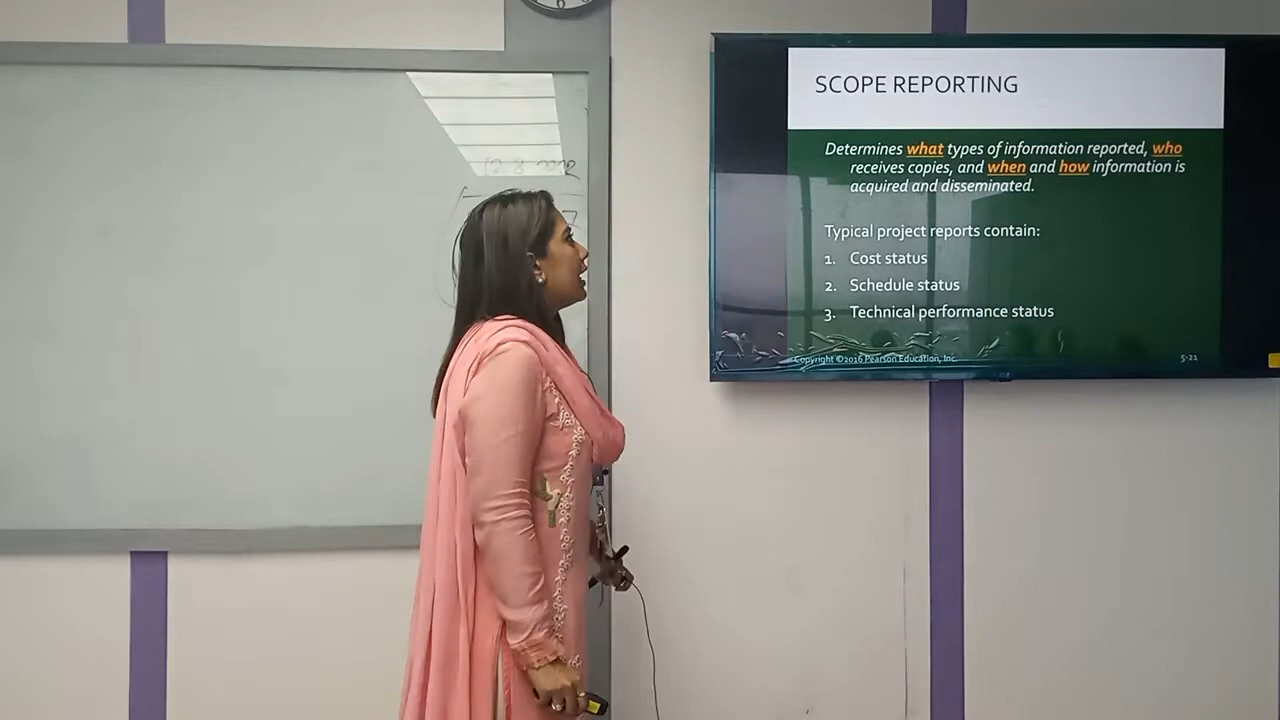 SCOPE REPORTING
Determines what types of information reported, who
receives copies, and when and how information is
acquired and disseminated.
Typical project reports contain:
1. Cost status
2. Schedule status
3. Technical performance status
Copyright ©2016 Pearson Education, Inc.
5-21